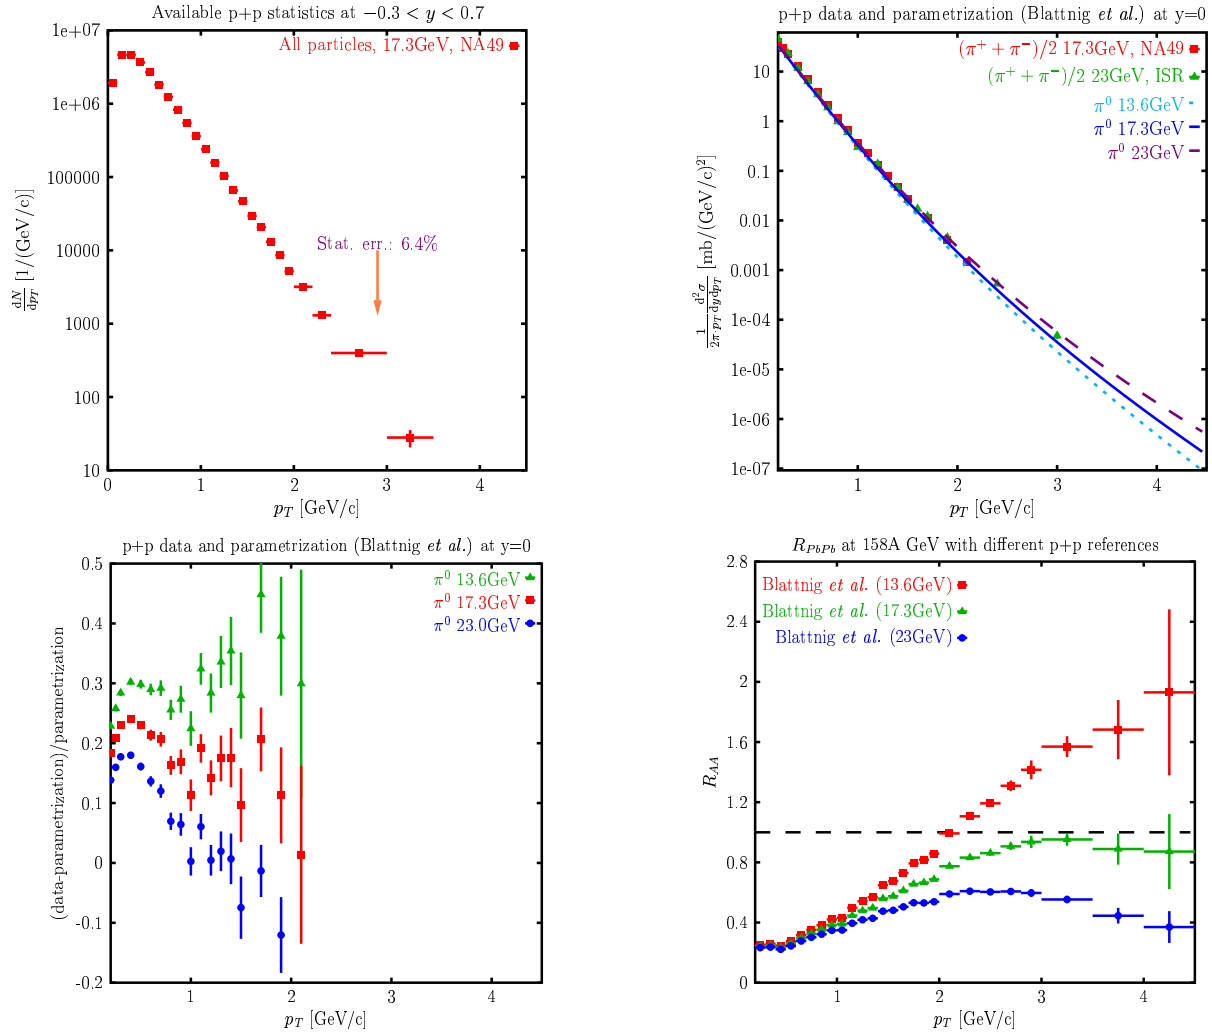 Available p+p statistics at −0.3 < y < 0.7
All particles, 17.3GeV, NA49
Stat. err.: 6.4%
dN/dp_T [1/(GeV/c)]
1e+07
1e+06
100000
10000
1000
100
10
0 1 2 3 4
p_T [GeV/c]
p+p data and parametrization (Blattnig et al.) at y=0
(π⁺ + π⁻)/2 17.3GeV, NA49
(π⁺ + π⁻)/2 23GeV, ISR
π⁰ 13.6GeV
π⁰ 17.3GeV
π⁰ 23GeV
1/(2π·p_T) d²σ/(dydp_T) [mb/(GeV/c)²]
10
1
0.1
0.01
0.001
1e-04
1e-05
1e-06
1e-07
1 2 3 4
p_T [GeV/c]
p+p data and parametrization (Blattnig et al.) at y=0
π⁰ 13.6GeV
π⁰ 17.3GeV
π⁰ 23.0GeV
(data-parametrization)/parametrization
0.5
0.4
0.3
0.2
0.1
0
-0.1
-0.2
1 2 3 4
p_T [GeV/c]
R_PbPb at 158A GeV with different p+p references
Blattnig et al. (13.6GeV)
Blattnig et al. (17.3GeV)
Blattnig et al. (23GeV)
R_AA
2.8
2.4
2
1.6
1.2
0.8
0.4
0
1 2 3 4
p_T [GeV/c]